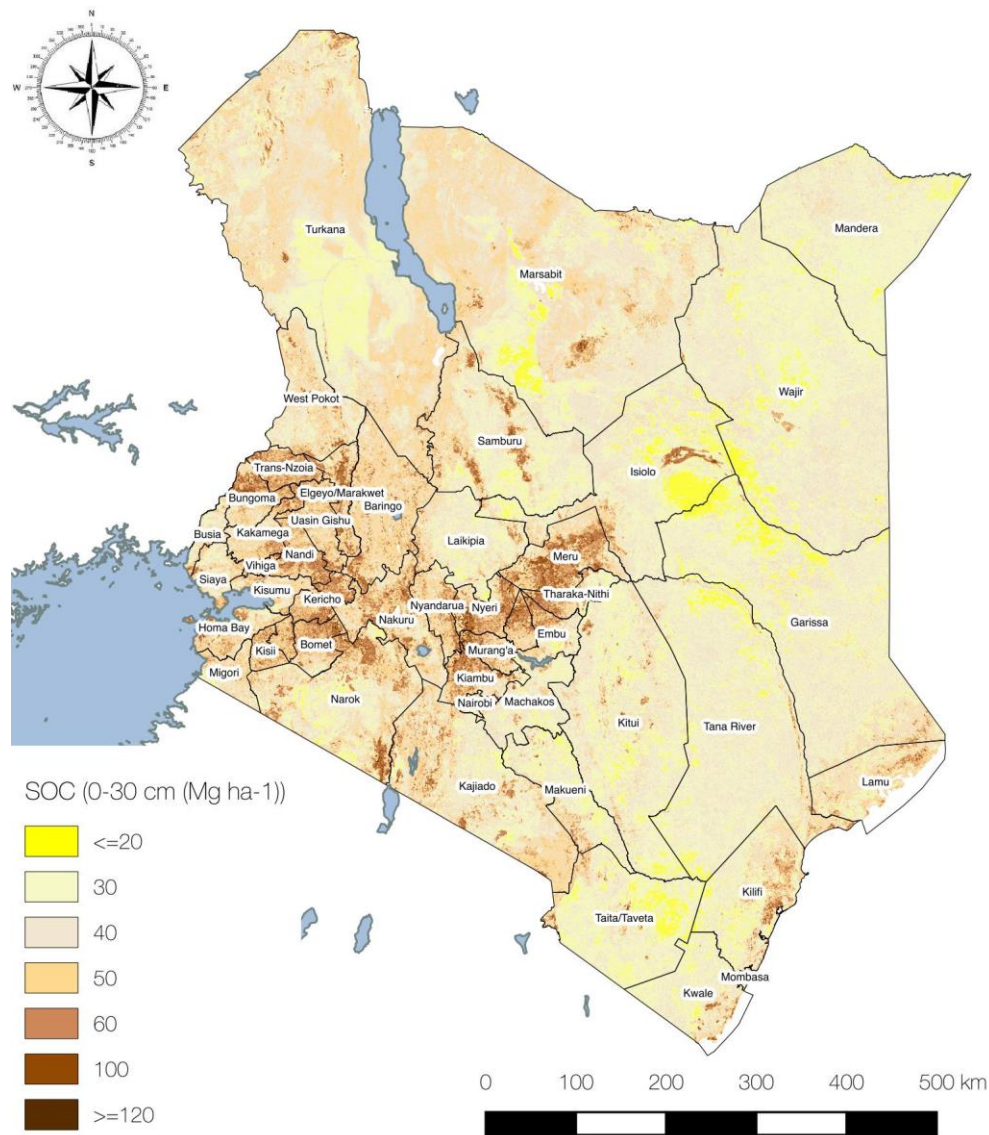 N
W
E
S
Turkana
Mandera
Marsabit
Wajir
West Pokot
Samburu
Isiolo
Trans-Nzoia
Elgeyo/Marakwet
Bungoma
Baringo
Uasin Gishu
Busia
Kakamega
Laikipia
Nandi
Meru
Vihiga
Siaya
Kisumu
Kericho
Tharaka-Nithi
Nyandarua
Nyeri
Nakuru
Garissa
Homa Bay
Embu
Kisii
Bomet
Murang'a
Migori
Kiambu
Narok
Nairobi
Machakos
Kitui
Tana River
Lamu
Kajiado
Makueni
Kilifi
Taita/Taveta
Mombasa
Kwale
SOC (0-30 cm (Mg ha-1))
<=20
30
40
50
60
100
>=120
0 100 200 300 400 500 km